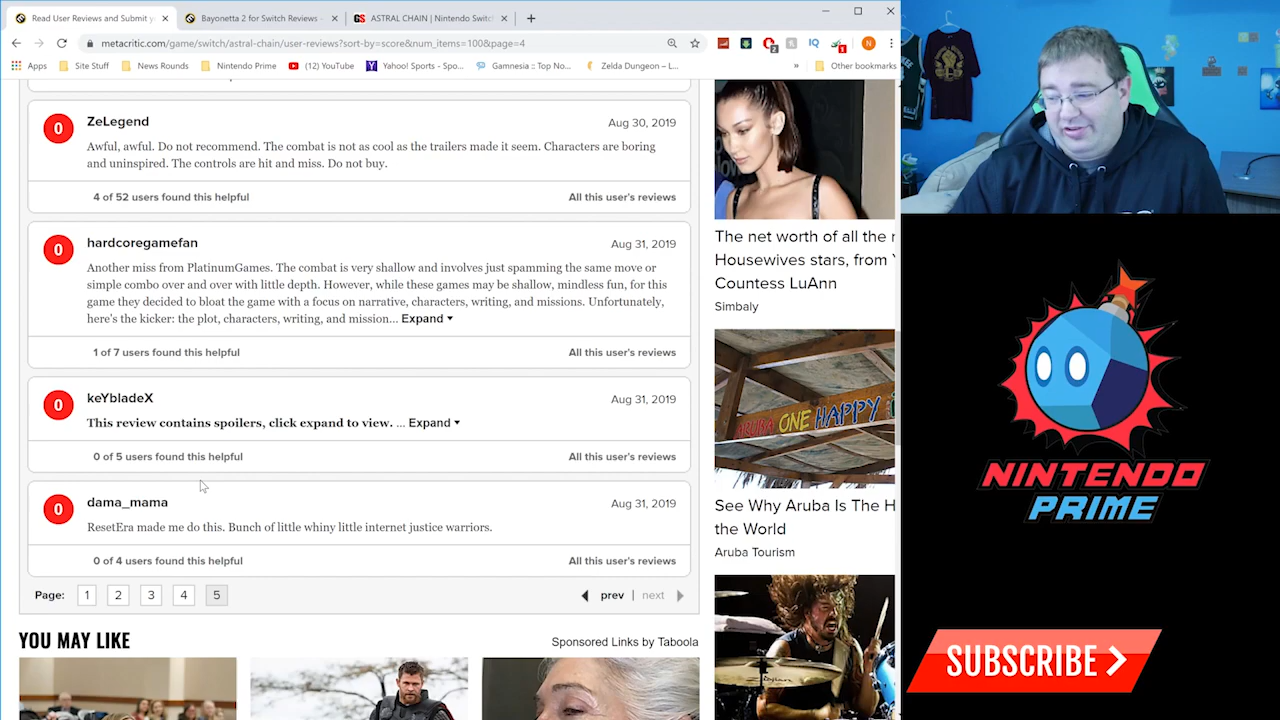 Read User Reviews and Submit y
Bayonetta 2 for Switch Reviews -
ASTRAL CHAIN | Nintendo Switc
metacritic.com/game/switch/astral-chain/user-reviews?sort-by=score&num_items=100&page=4
Apps
Site Stuff
News Rounds
Nintendo Prime
(12) YouTube
Yahoo! Sports - Spo...
Gamnesia :: Top No...
Zelda Dungeon – L...
»
Other bookmarks
0
ZeLegend
Aug 30, 2019
Awful, awful. Do not recommend. The combat is not as cool as the trailers made it seem. Characters are boring
and uninspired. The controls are hit and miss. Do not buy.
4 of 52 users found this helpful
All this user's reviews
0
hardcoregamefan
Aug 31, 2019
Another miss from PlatinumGames. The combat is very shallow and involves just spamming the same move or
simple combo over and over with little depth. However, while these games may be shallow, mindless fun, for this
game they decided to bloat the game with a focus on narrative, characters, writing, and missions. Unfortunately,
here's the kicker: the plot, characters, writing, and mission... Expand
1 of 7 users found this helpful
All this user's reviews
0
keYbladeX
Aug 31, 2019
This review contains spoilers, click expand to view. ... Expand
0 of 5 users found this helpful
All this user's reviews
0
dama_mama
Aug 31, 2019
ResetEra made me do this. Bunch of little whiny little internet justice warriors.
0 of 4 users found this helpful
All this user's reviews
Page: 1 2 3 4 5
prev | next
YOU MAY LIKE
Sponsored Links by Taboola
The net worth of all the r
Housewives stars, from
Countess LuAnn
Simbaly
ARUBA ONE HAPPY
See Why Aruba Is The H
the World
Aruba Tourism
NINTENDO
PRIME
SUBSCRIBE